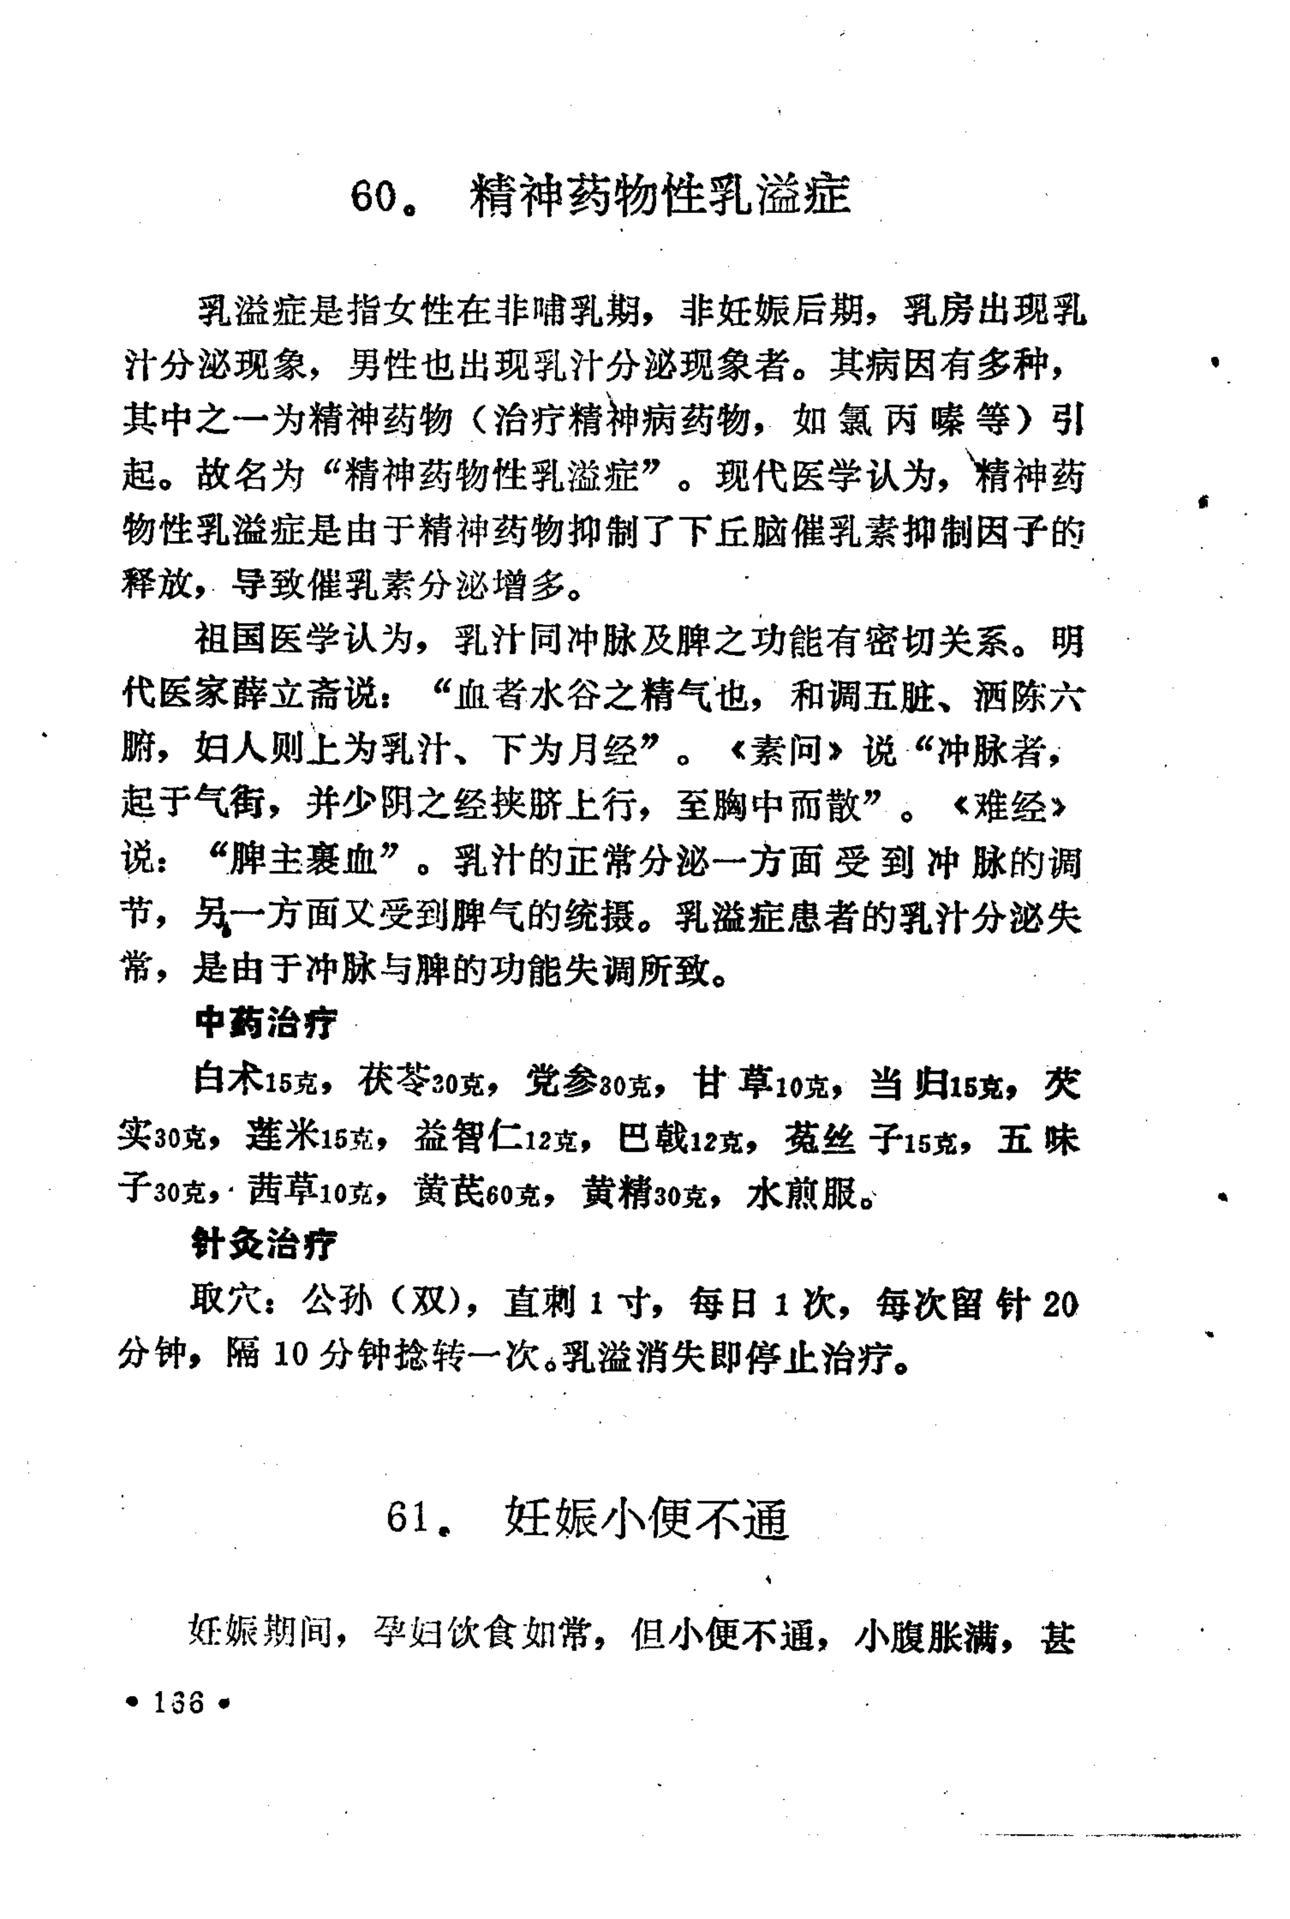 60。 精神药物性乳溢症
乳溢症是指女性在非哺乳期，非妊娠后期，乳房出现乳
汁分泌现象，男性也出现乳汁分泌现象者。其病因有多种，
其中之一为精神药物（治疗精神病药物，如氯丙嗪等）引
起。故名为“精神药物性乳溢症”。现代医学认为，精神药
物性乳溢症是由于精神药物抑制了下丘脑催乳素抑制因子的
释放，导致催乳素分泌增多。
祖国医学认为，乳汁同冲脉及脾之功能有密切关系。明
代医家薛立斋说：“血者水谷之精气也，和调五脏、洒陈六
腑，妇人则上为乳汁、下为月经”。《素问》说“冲脉者，
起于气街，并少阴之经挟脐上行，至胸中而散”。《难经》
说：“脾主裹血”。乳汁的正常分泌一方面受到冲脉的调
节，另一方面又受到脾气的统摄。乳溢症患者的乳汁分泌失
常，是由于冲脉与脾的功能失调所致。
中药治疗
白术15克，茯苓30克，党参30克，甘草10克，当归15克，芡
实30克，莲米15克，益智仁12克，巴戟12克，菟丝子15克，五味
子30克，茜草10克，黄芪60克，黄精30克，水煎服。
针灸治疗
取穴：公孙（双），直刺1寸，每日1次，每次留针20
分钟，隔10分钟捻转一次。乳溢消失即停止治疗。
61. 妊娠小便不通
妊娠期间，孕妇饮食如常，但小便不通，小腹胀满，甚
•166•